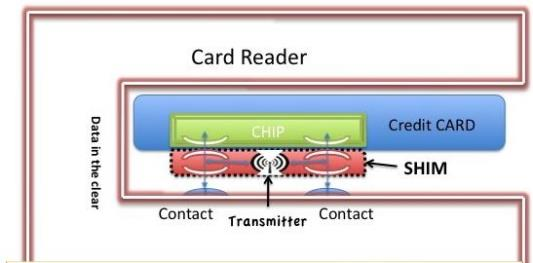 Card Reader
Data in the clear
CHIP
Credit CARD
SHIM
Contact
Transmitter
Contact